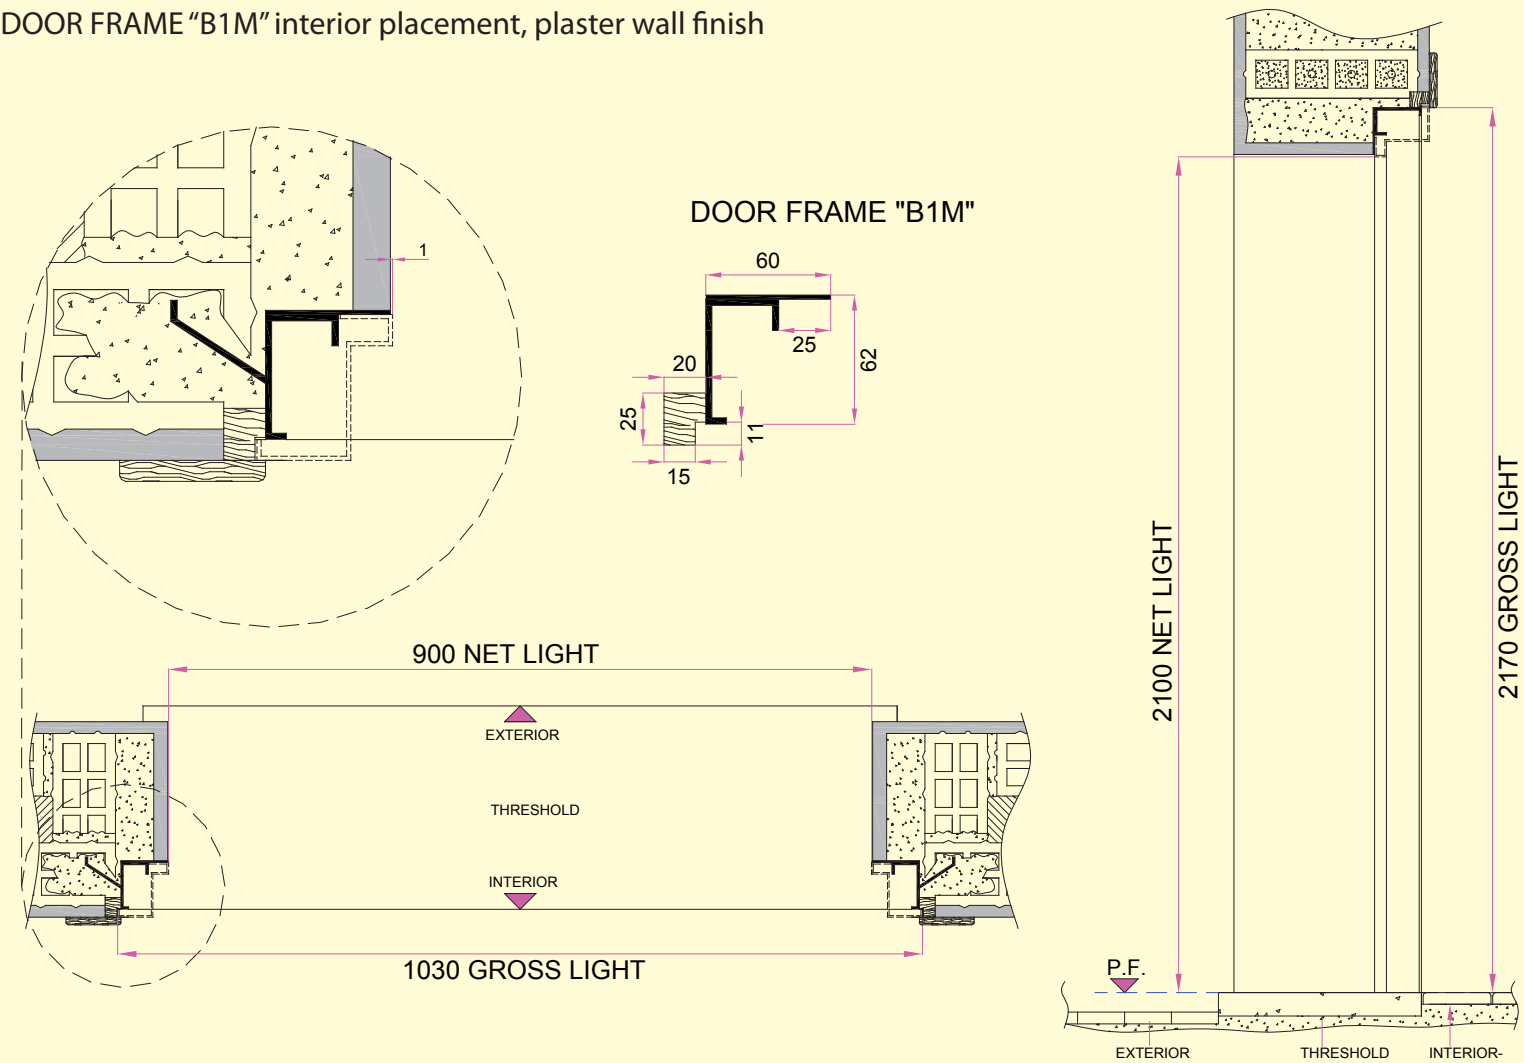 DOOR FRAME “B1M” interior placement, plaster wall finish
DOOR FRAME "B1M"
1
60
25
62
20
25
11
15
900 NET LIGHT
EXTERIOR
THRESHOLD
INTERIOR
1030 GROSS LIGHT
2100 NET LIGHT
2170 GROSS LIGHT
P.F.
EXTERIOR
THRESHOLD
INTERIOR-